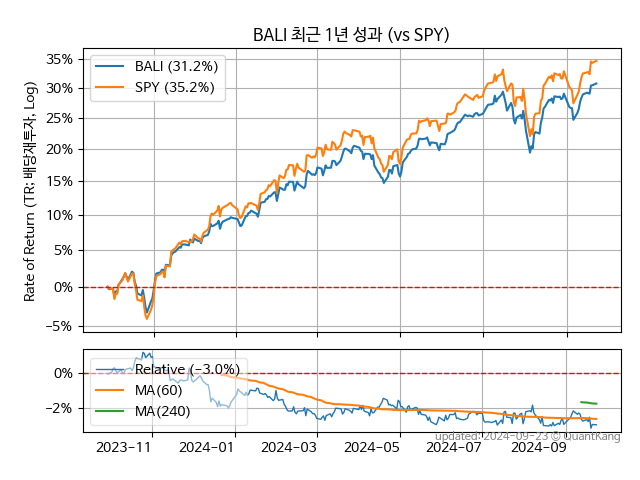 BALI 최근 1년 성과 (vs SPY)
BALI (31.2%)
SPY (35.2%)
Rate of Return (TR: 배당재투자, Log)
35%
30%
25%
20%
15%
10%
5%
0%
−5%
Relative (−3.0%)
MA(60)
MA(240)
0%
−2%
2023−11
2024−01
2024−03
2024−05
2024−07
2024−09
updated: 2024−09−23 © QuantKang